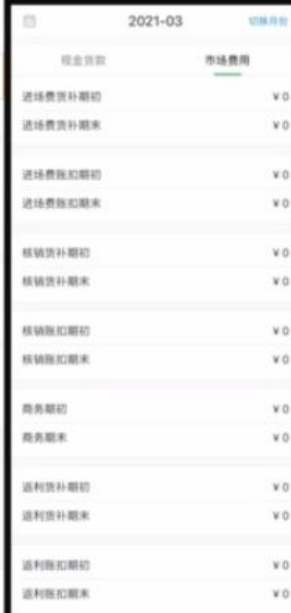 2021-03 切换月份
现金货款 市场费用
进场费货补期初 ¥0
进场费货补期末 ¥0
进场费账扣期初 ¥0
进场费账扣期末 ¥0
核销货补期初 ¥0
核销货补期末 ¥0
核销账扣期初 ¥0
核销账扣期末 ¥0
商务期初 ¥0
商务期末 ¥0
返利货补期初 ¥0
返利货补期末 ¥0
返利账扣期初 ¥0
返利账扣期末 ¥0